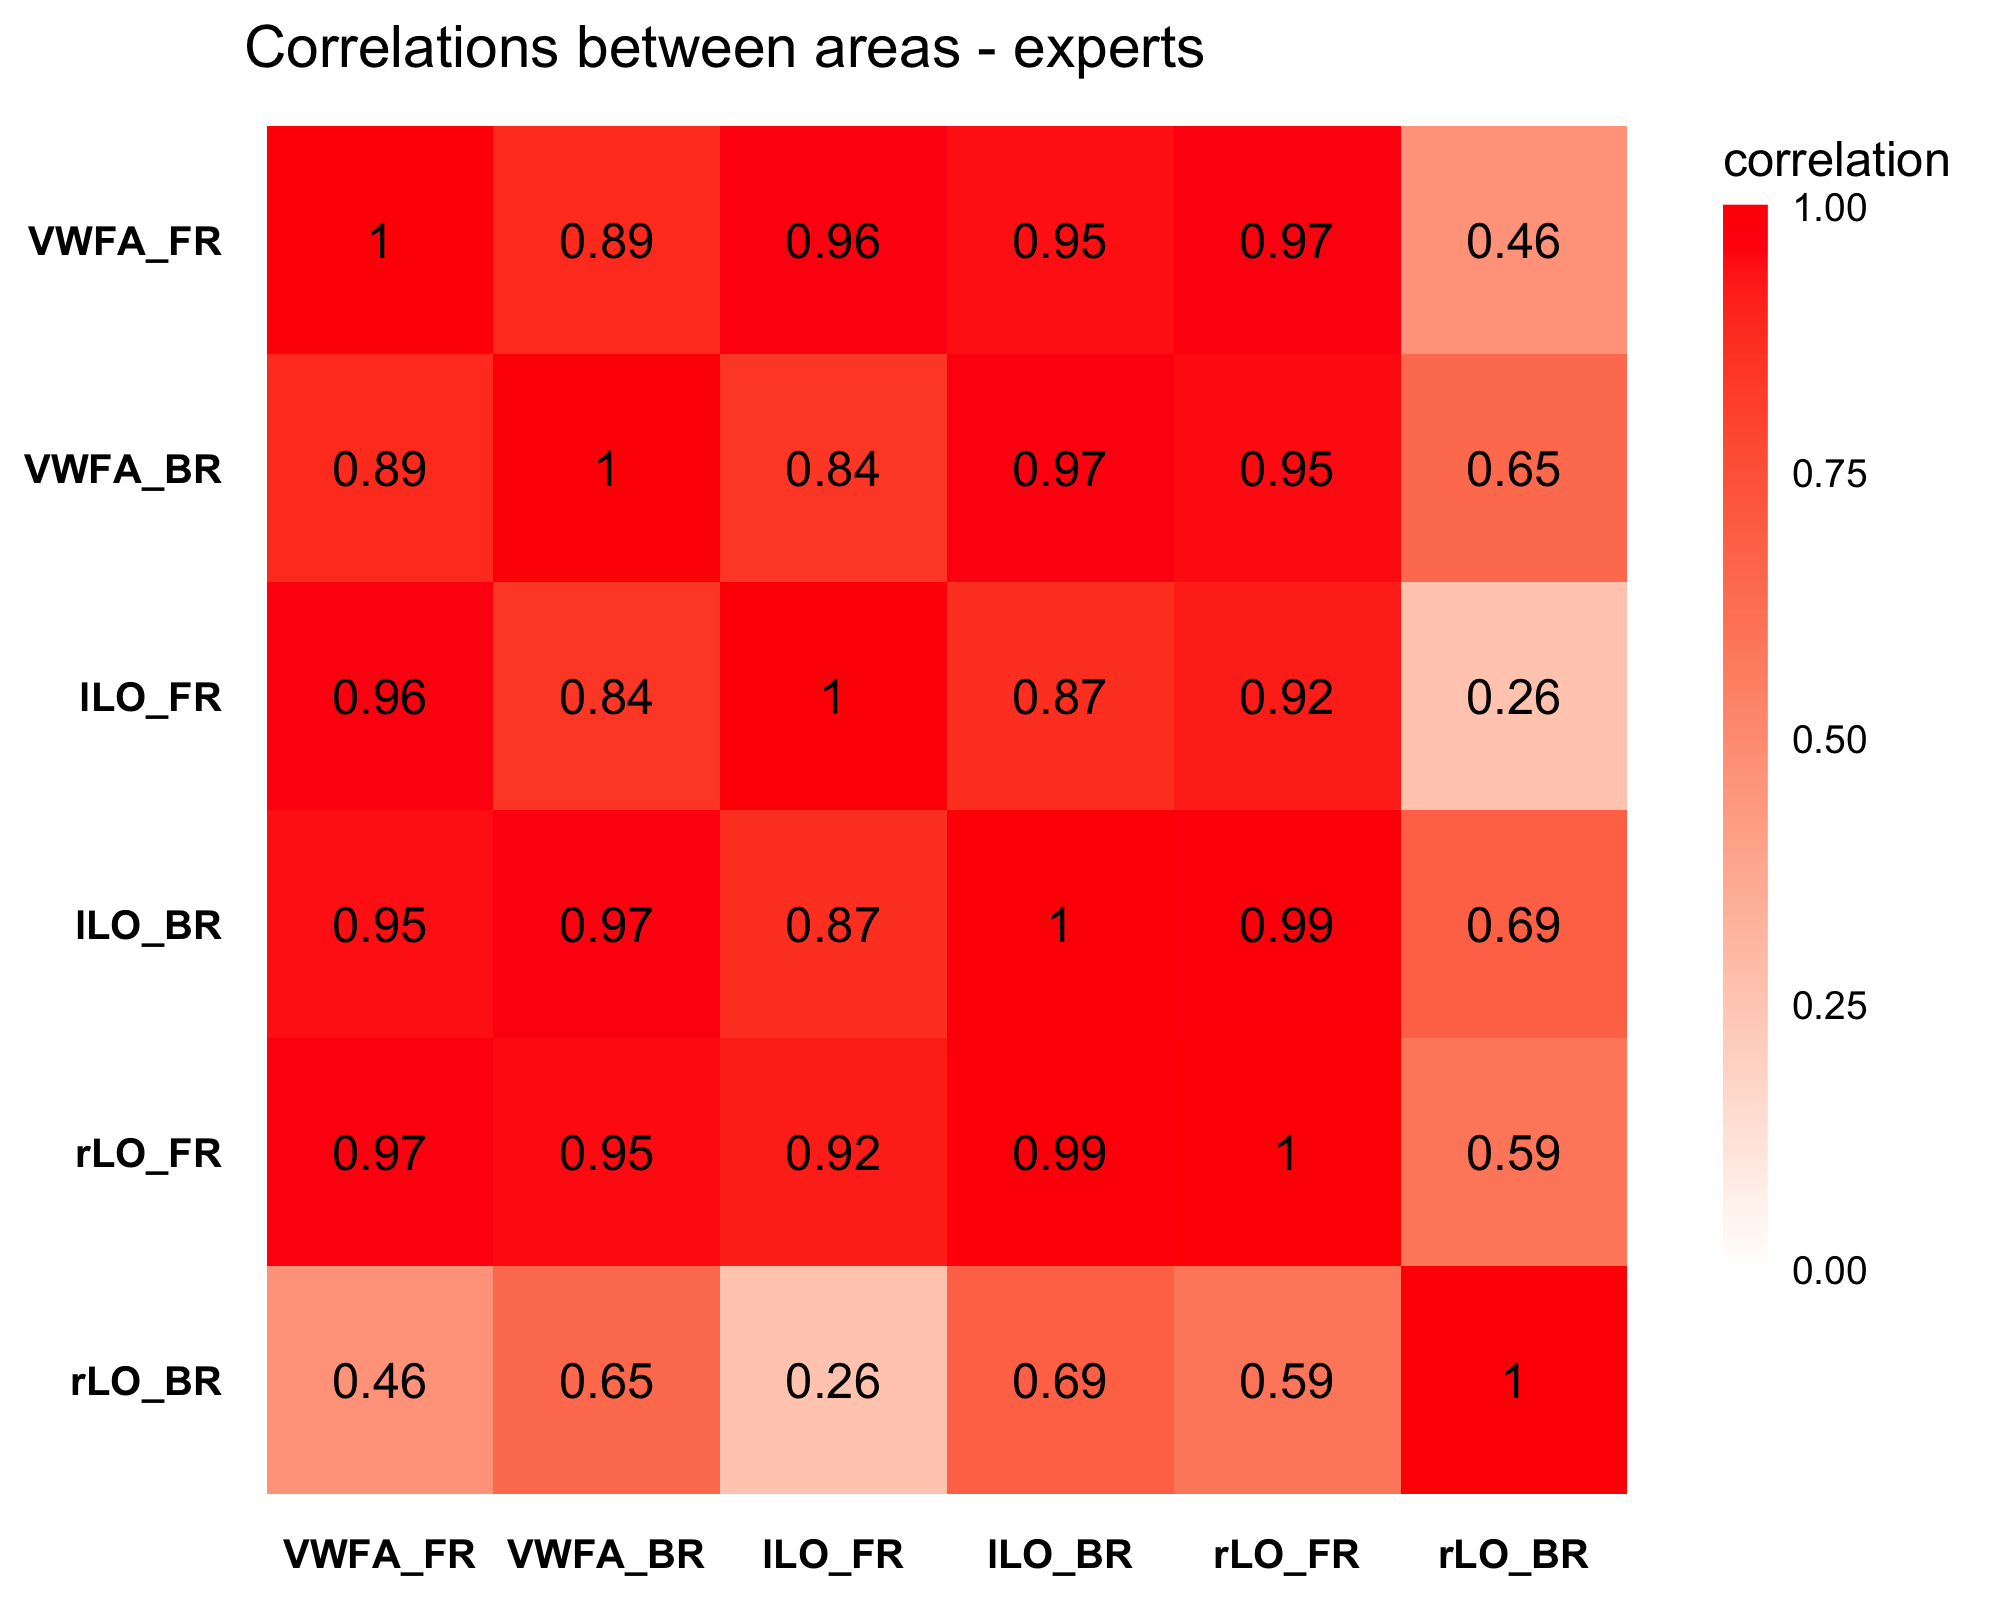 Correlations between areas - experts
correlation
1.00
0.75
0.50
0.25
0.00
VWFA_FR 1 0.89 0.96 0.95 0.97 0.46
VWFA_BR 0.89 1 0.84 0.97 0.95 0.65
lLO_FR 0.96 0.84 1 0.87 0.92 0.26
lLO_BR 0.95 0.97 0.87 1 0.99 0.69
rLO_FR 0.97 0.95 0.92 0.99 1 0.59
rLO_BR 0.46 0.65 0.26 0.69 0.59 1
VWFA_FR VWFA_BR lLO_FR lLO_BR rLO_FR rLO_BR